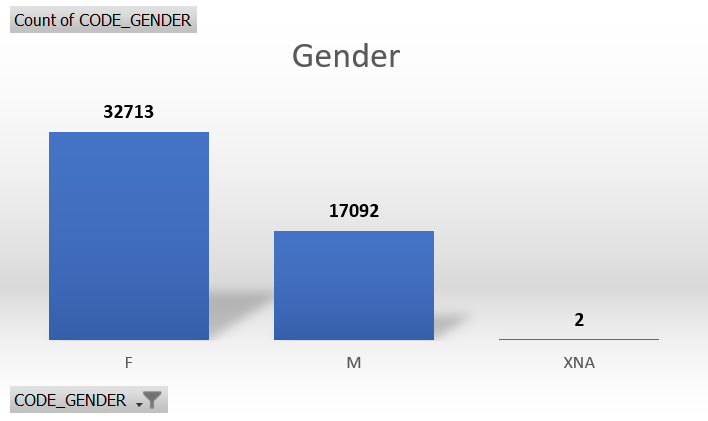 Count of CODE_GENDER
Gender
32713
17092
2
F
M
XNA
CODE_GENDER